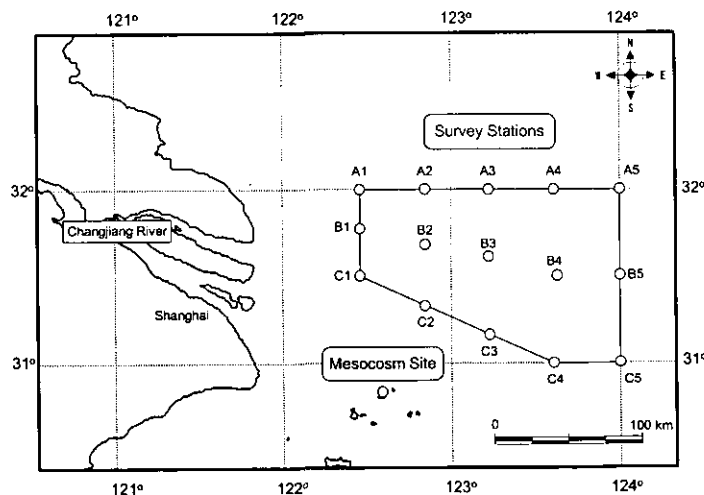 121° 122° 123° 124°
N
W E
S
Survey Stations
A1 A2 A3 A4 A5
32° 32°
B1 B2 B3 B4 B5
Changjiang River
C1 C2 C3 C4 C5
Shanghai
31° 31°
Mesocosm Site
0 100 km
121° 122° 123° 124°